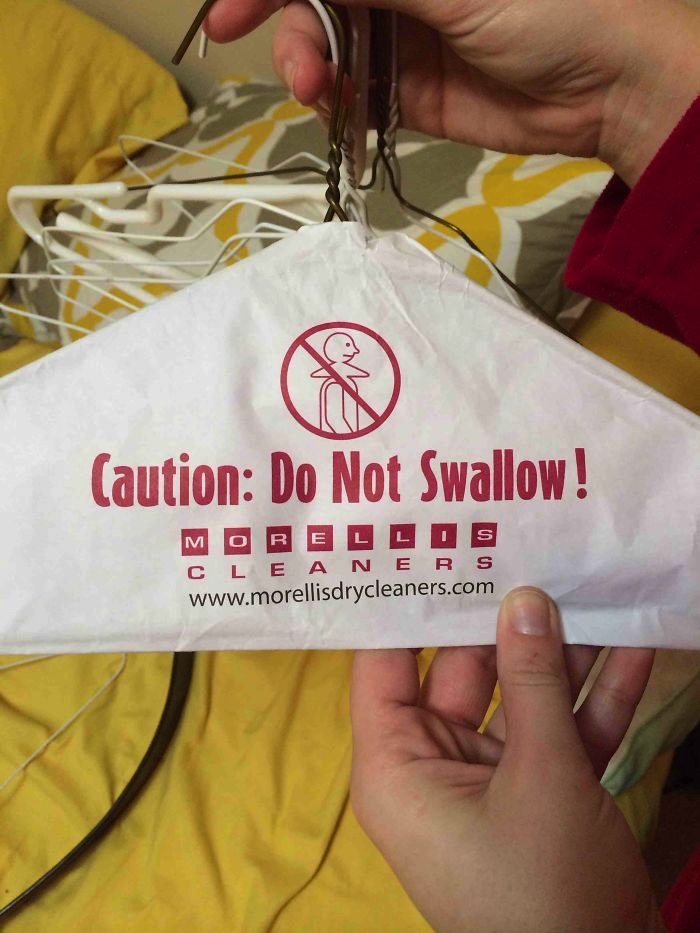 Caution: Do Not Swallow!
MORELLIS
CLEANERS
www.morellisdrycleaners.com